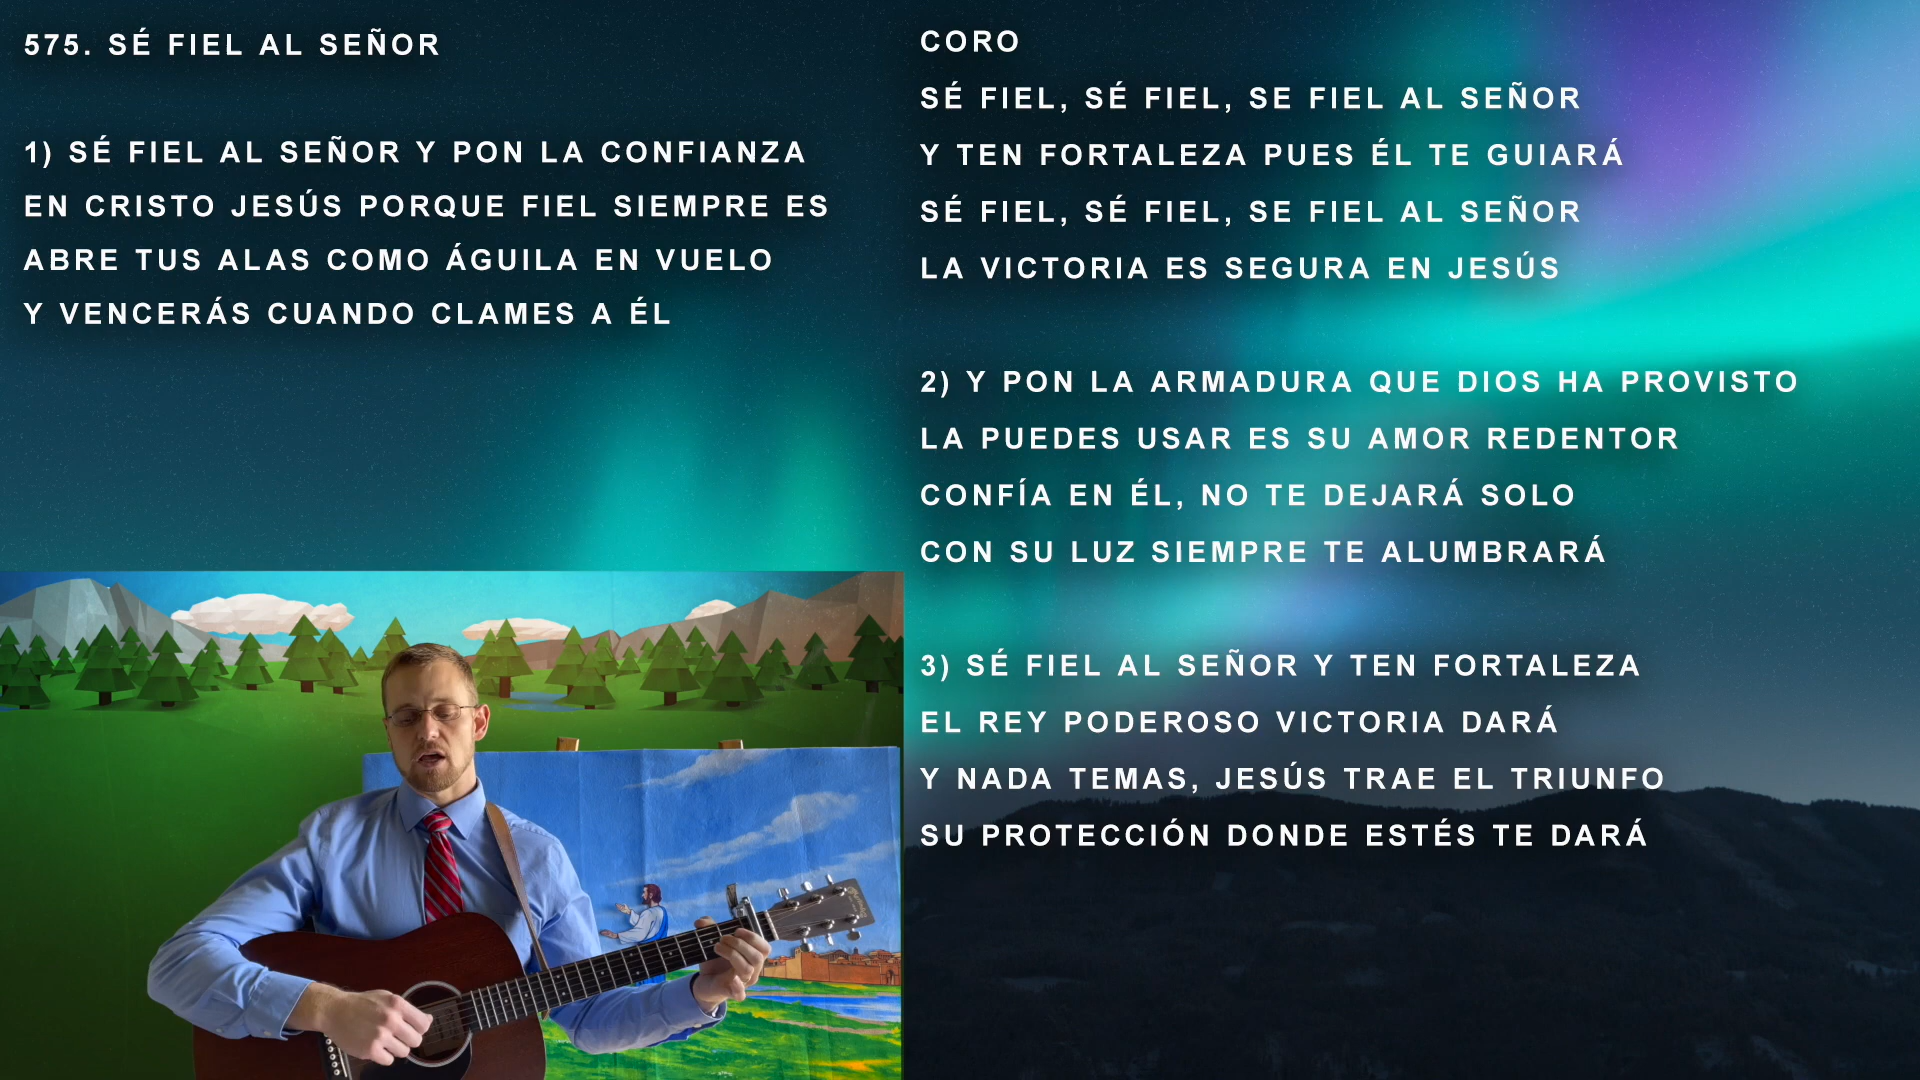 575. SÉ FIEL AL SEÑOR
1) SÉ FIEL AL SEÑOR Y PON LA CONFIANZA
EN CRISTO JESÚS PORQUE FIEL SIEMPRE ES
ABRE TUS ALAS COMO ÁGUILA EN VUELO
Y VENCERÁS CUANDO CLAMES A ÉL
CORO
SÉ FIEL, SÉ FIEL, SE FIEL AL SEÑOR
Y TEN FORTALEZA PUES ÉL TE GUIARÁ
SÉ FIEL, SÉ FIEL, SE FIEL AL SEÑOR
LA VICTORIA ES SEGURA EN JESÚS
2) Y PON LA ARMADURA QUE DIOS HA PROVISTO
LA PUEDES USAR ES SU AMOR REDENTOR
CONFÍA EN ÉL, NO TE DEJARÁ SOLO
CON SU LUZ SIEMPRE TE ALUMBRARÁ
3) SÉ FIEL AL SEÑOR Y TEN FORTALEZA
EL REY PODEROSO VICTORIA DARÁ
Y NADA TEMAS, JESÚS TRAE EL TRIUNFO
SU PROTECCIÓN DONDE ESTÉS TE DARÁ